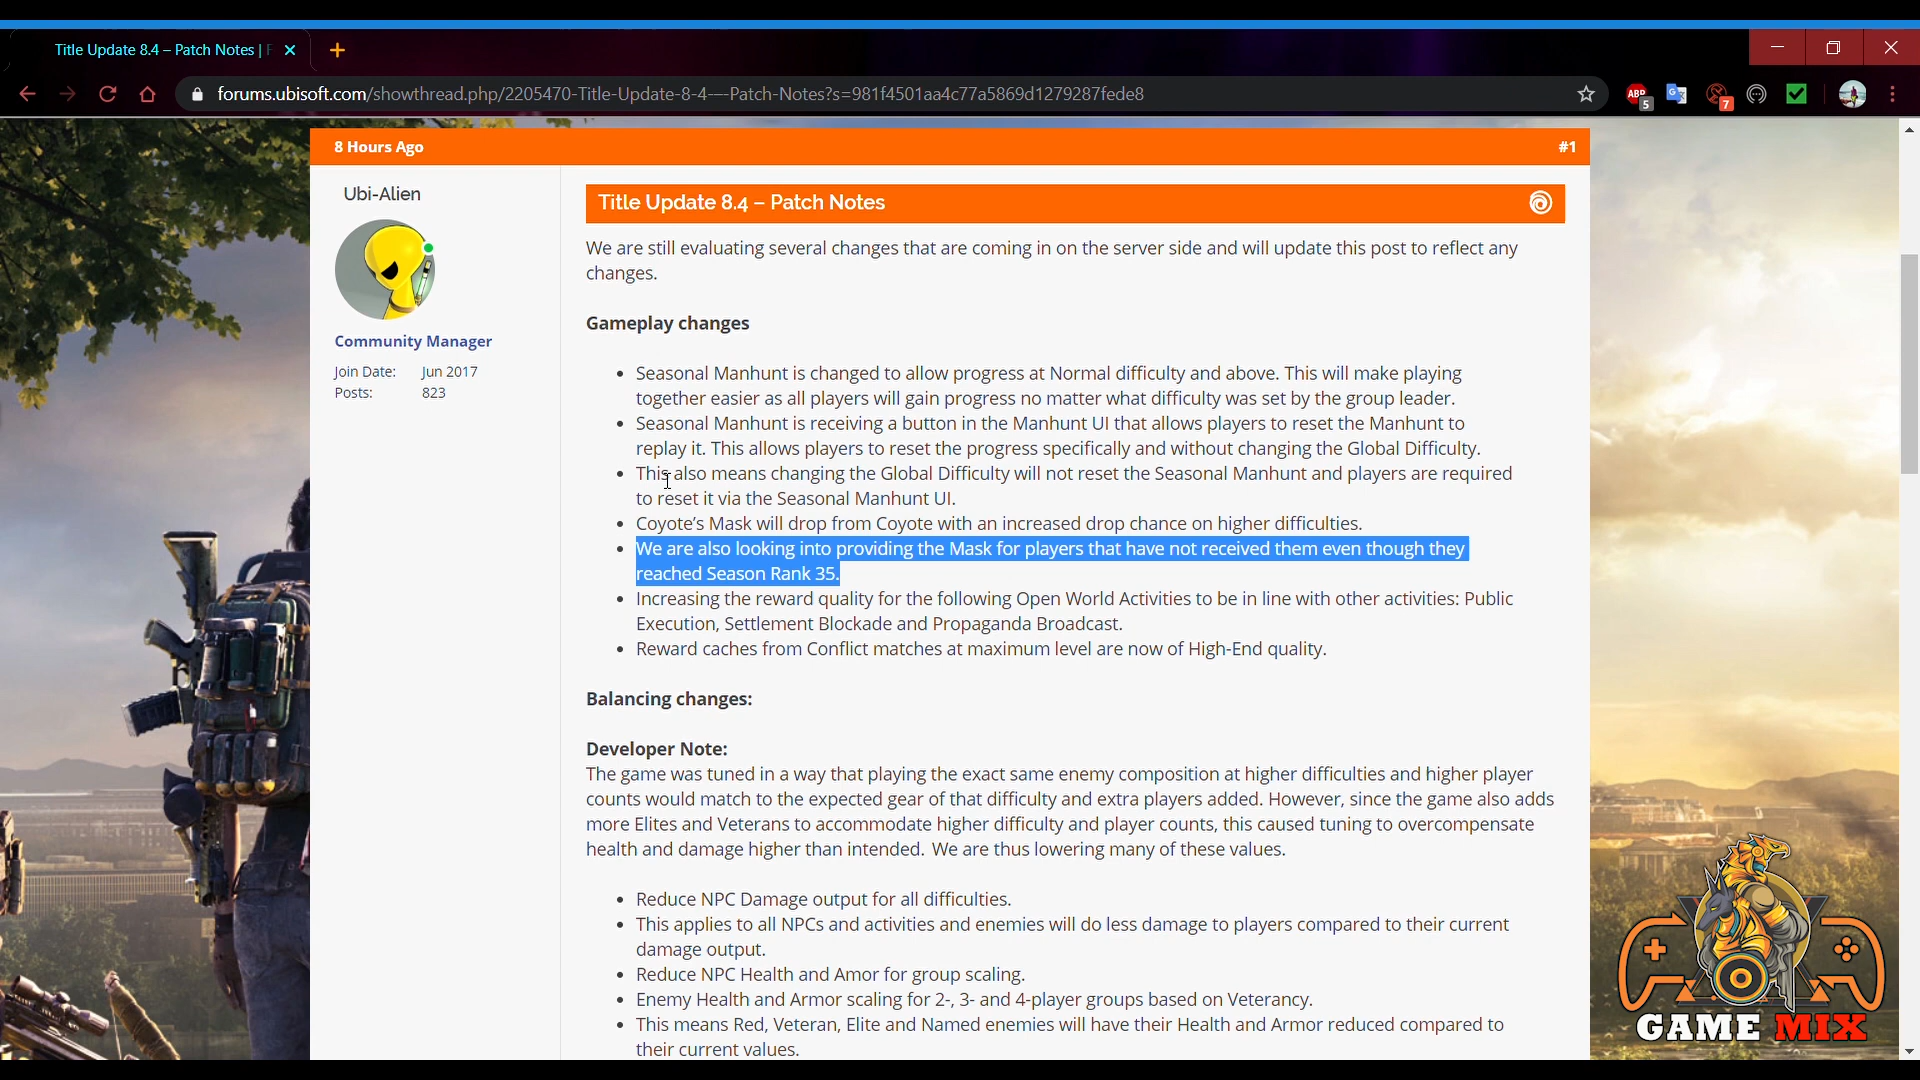 Title Update 8.4 – Patch Notes | F
forums.ubisoft.com/showthread.php/2205470-Title-Update-8-4-–-Patch-Notes?s=981f4501aa4c77a5869d1279287fede8
ABP
5
7
8 Hours Ago
#1
Ubi-Alien
Community Manager
Join Date: Jun 2017
Posts: 823
Title Update 8.4 – Patch Notes
We are still evaluating several changes that are coming in on the server side and will update this post to reflect any
changes.
Gameplay changes
• Seasonal Manhunt is changed to allow progress at Normal difficulty and above. This will make playing
together easier as all players will gain progress no matter what difficulty was set by the group leader.
• Seasonal Manhunt is receiving a button in the Manhunt UI that allows players to reset the Manhunt to
replay it. This allows players to reset the progress specifically and without changing the Global Difficulty.
• This also means changing the Global Difficulty will not reset the Seasonal Manhunt and players are required
to reset it via the Seasonal Manhunt UI.
• Coyote’s Mask will drop from Coyote with an increased drop chance on higher difficulties.
• We are also looking into providing the Mask for players that have not received them even though they
reached Season Rank 35.
• Increasing the reward quality for the following Open World Activities to be in line with other activities: Public
Execution, Settlement Blockade and Propaganda Broadcast.
• Reward caches from Conflict matches at maximum level are now of High-End quality.
Balancing changes:
Developer Note:
The game was tuned in a way that playing the exact same enemy composition at higher difficulties and higher player
counts would match to the expected gear of that difficulty and extra players added. However, since the game also adds
more Elites and Veterans to accommodate higher difficulty and player counts, this caused tuning to overcompensate
health and damage higher than intended. We are thus lowering many of these values.
• Reduce NPC Damage output for all difficulties.
• This applies to all NPCs and activities and enemies will do less damage to players compared to their current
damage output.
• Reduce NPC Health and Amor for group scaling.
• Enemy Health and Armor scaling for 2-, 3- and 4-player groups based on Veterancy.
• This means Red, Veteran, Elite and Named enemies will have their Health and Armor reduced compared to
their current values.
GAME MIX